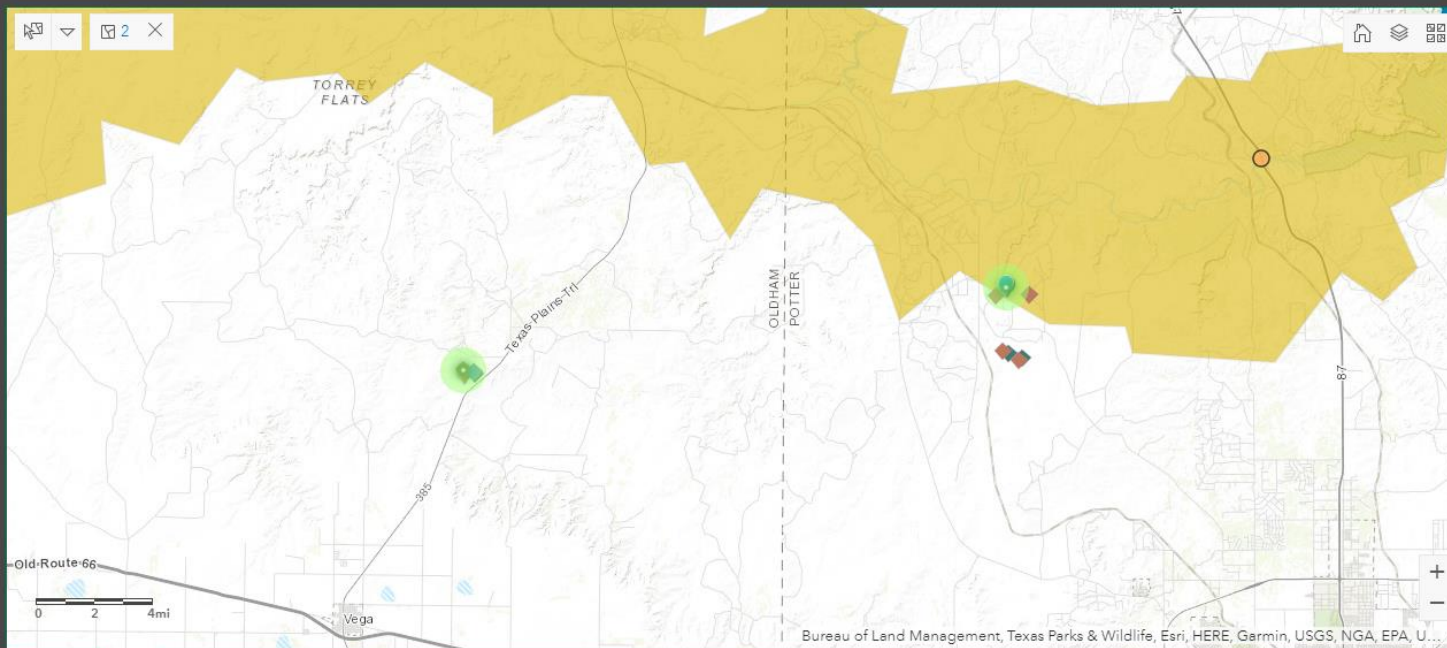 2
TORREY
FLATS
OLDHAM
POTTER
Texas-Plains-Trl
87
385
Old-Route-66
0 2 4mi
Vega
+
−
Bureau of Land Management, Texas Parks & Wildlife, Esri, HERE, Garmin, USGS, NGA, EPA, U...